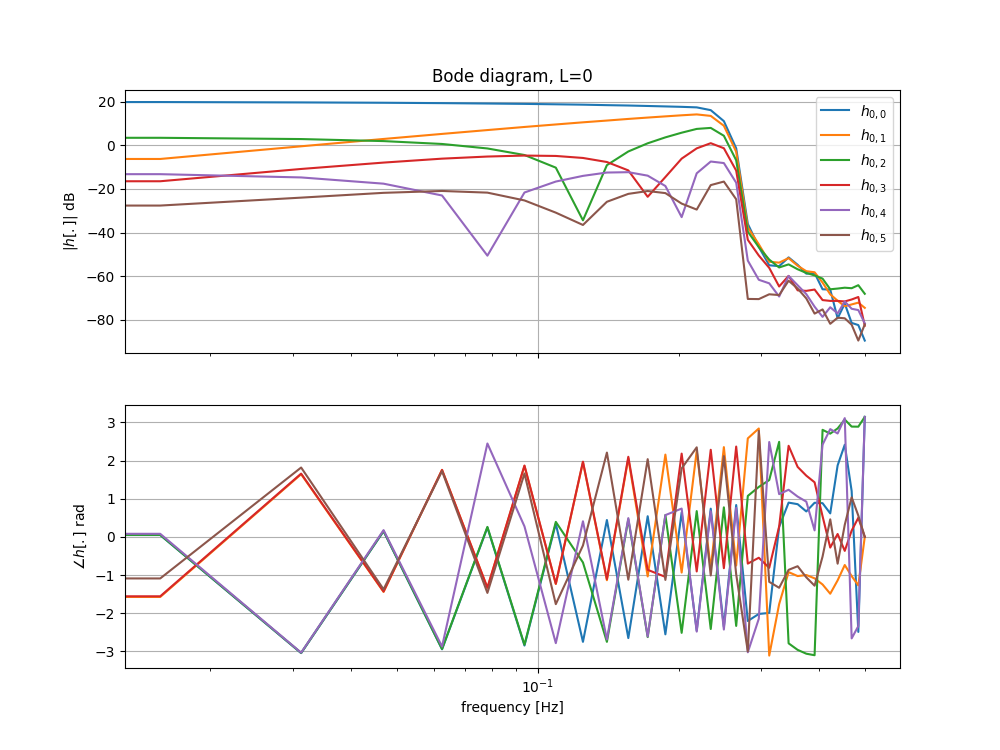 Bode diagram, L=0
|h[.]| dB
20
0
−20
−40
−60
−80
h0,0
h0,1
h0,2
h0,3
h0,4
h0,5
∠h[.] rad
3
2
1
0
−1
−2
−3
10−1
frequency [Hz]